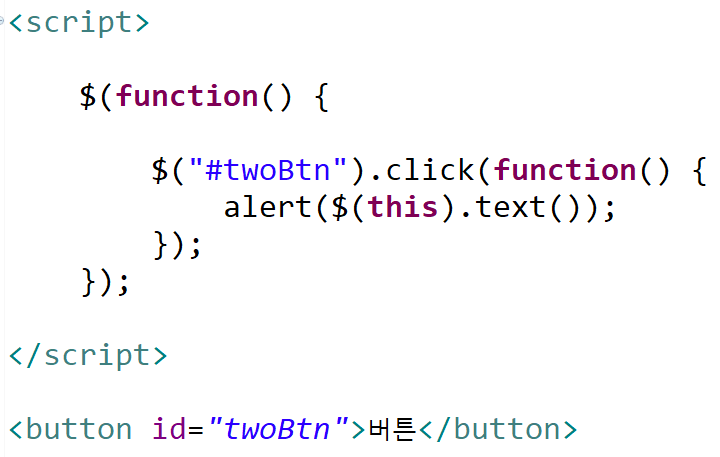 <script>
$(function() {
$("#twoBtn").click(function() {
alert($(this).text());
});
});
</script>
<button id="twoBtn">버튼</button>